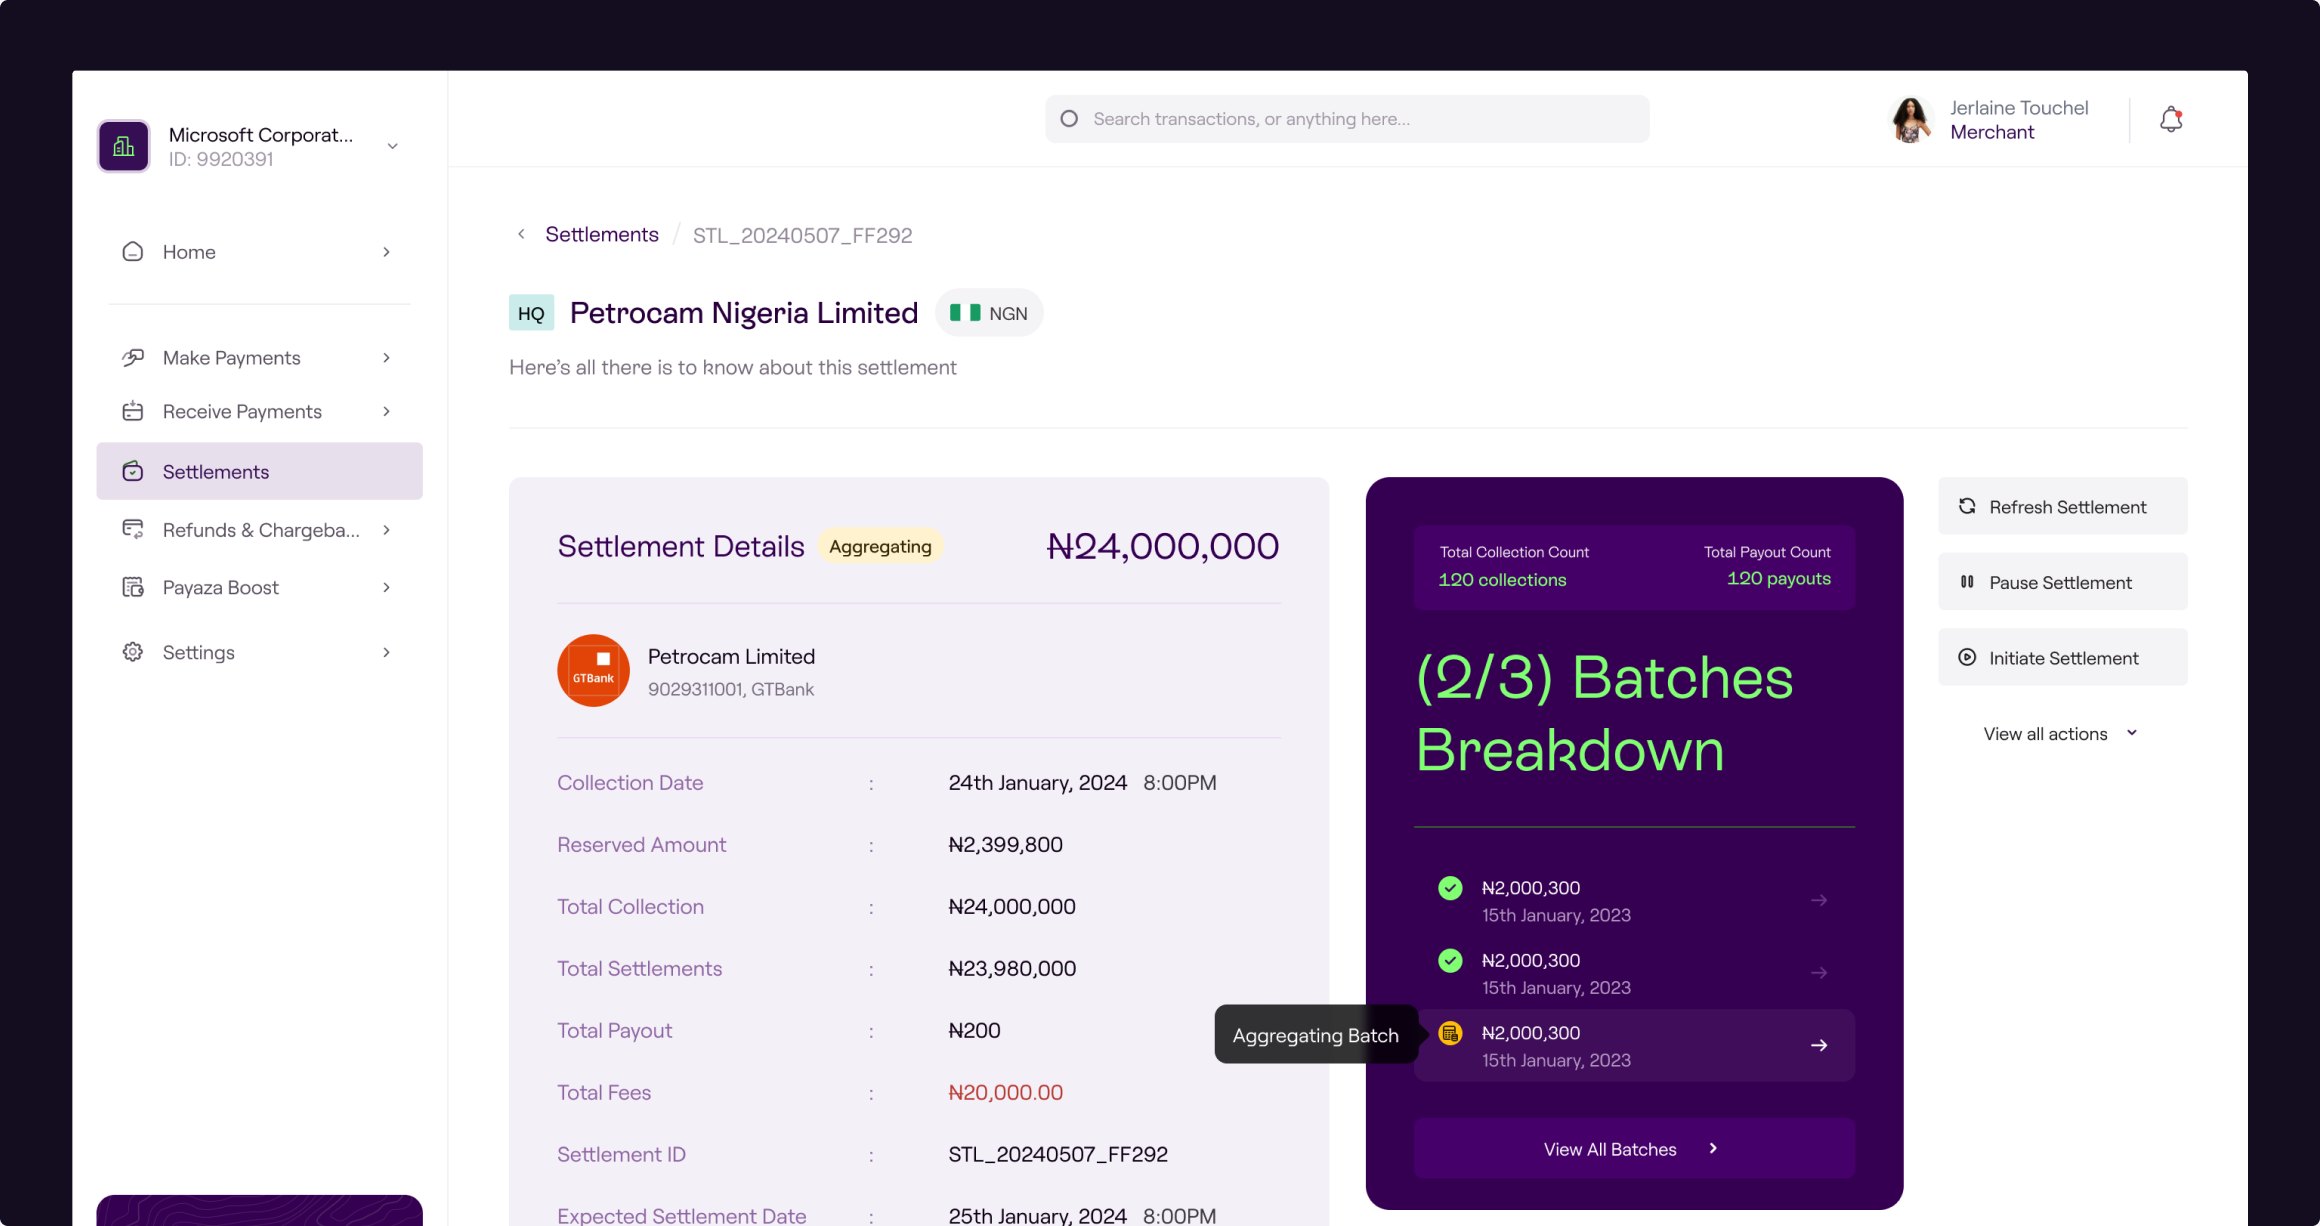 Microsoft Corporat...
ID: 9920391
Search transactions, or anything here...
Jerlaine Touchel
Merchant
Home
Make Payments
Receive Payments
Settlements
Refunds & Chargeba...
Payaza Boost
Settings
Settlements / STL_20240507_FF292
HQ Petrocam Nigeria Limited NGN
Here’s all there is to know about this settlement
Settlement Details Aggregating ₦24,000,000
GTBank
Petrocam Limited
9029311001, GTBank
Collection Date : 24th January, 2024 8:00PM
Reserved Amount : ₦2,399,800
Total Collection : ₦24,000,000
Total Settlements : ₦23,980,000
Total Payout : ₦200
Total Fees : ₦20,000.00
Settlement ID : STL_20240507_FF292
Expected Settlement Date : 25th January, 2024 8:00PM
Total Collection Count Total Payout Count
120 collections 120 payouts
(2/3) Batches
Breakdown
₦2,000,300
15th January, 2023
₦2,000,300
15th January, 2023
Aggregating Batch
₦2,000,300
15th January, 2023
View All Batches
Refresh Settlement
Pause Settlement
Initiate Settlement
View all actions